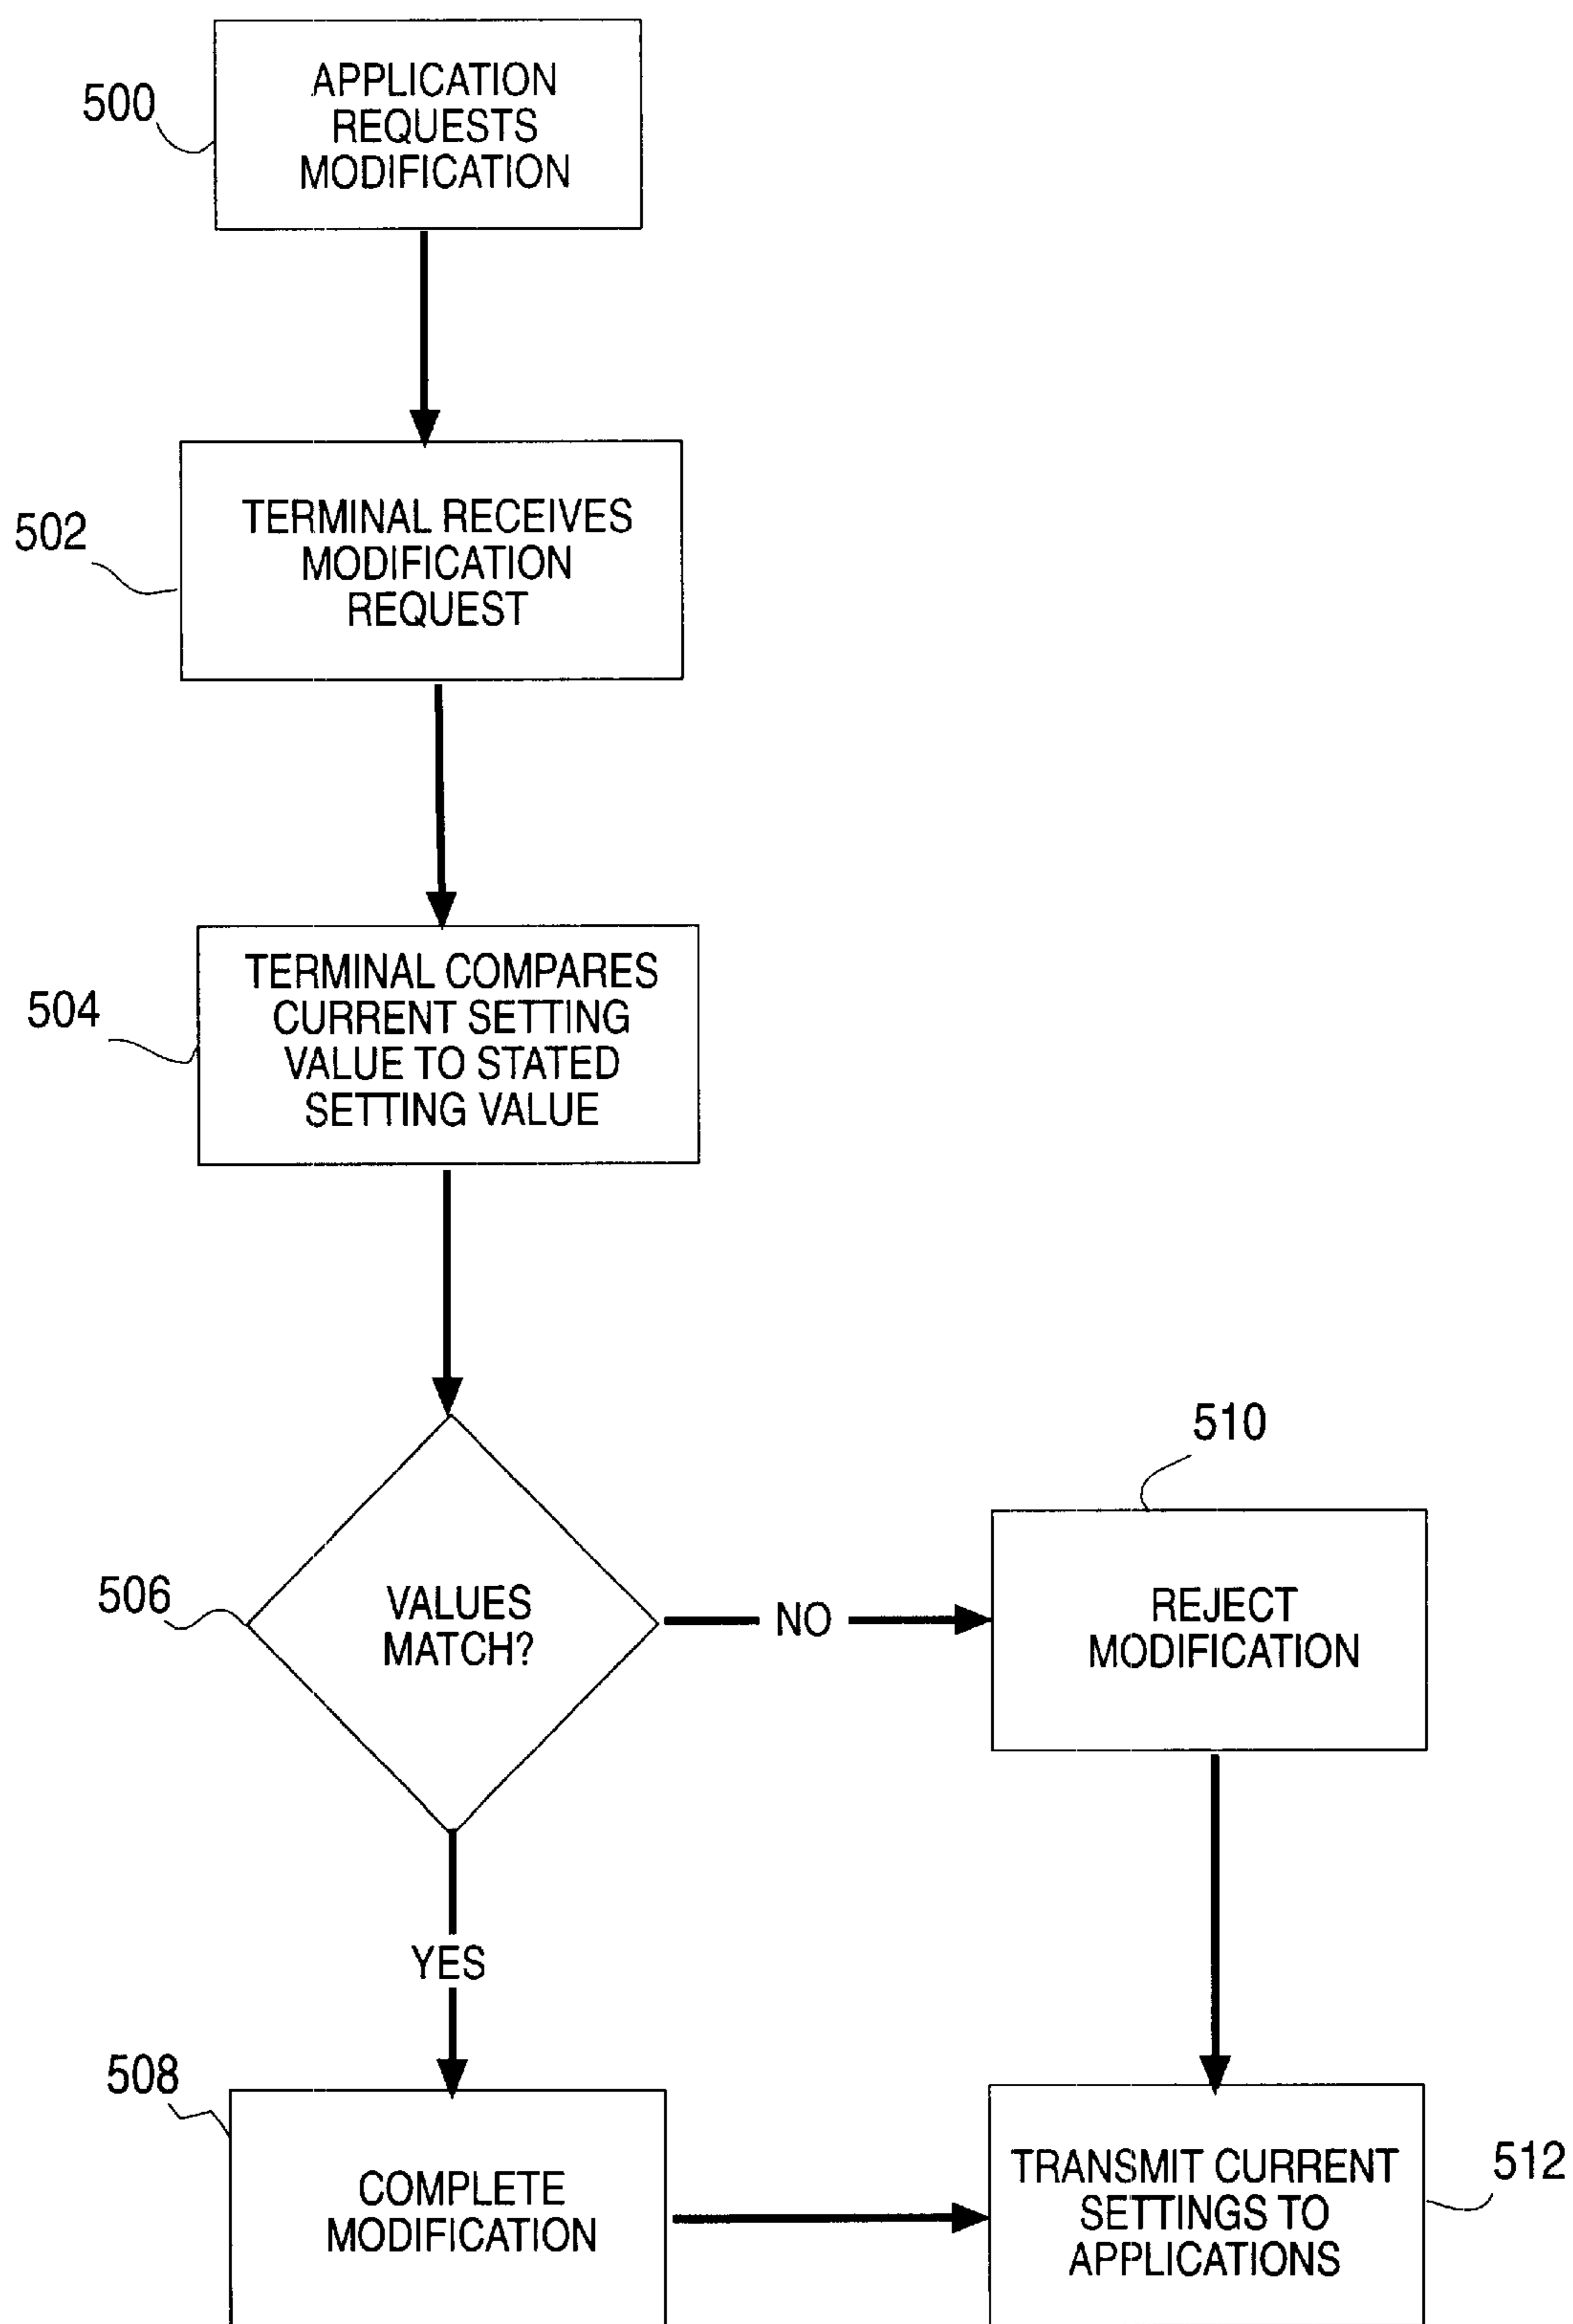 500
APPLICATION
REQUESTS
MODIFICATION
502
TERMINAL RECEIVES
MODIFICATION
REQUEST
504
TERMINAL COMPARES
CURRENT SETTING
VALUE TO STATED
SETTING VALUE
506
VALUES
MATCH?
NO
510
REJECT
MODIFICATION
YES
508
COMPLETE
MODIFICATION
TRANSMIT CURRENT
SETTINGS TO
APPLICATIONS
512